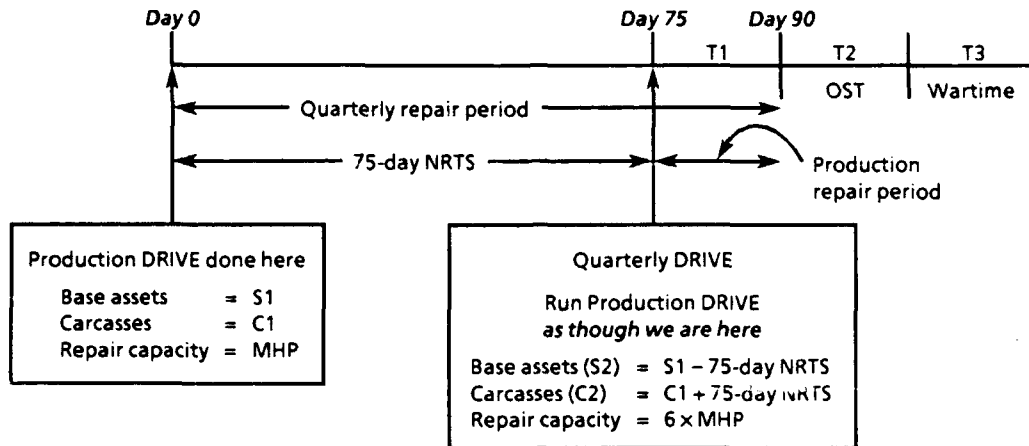 Day 0 Day 75 Day 90
T1 T2 T3
OST Wartime
Quarterly repair period
75-day NRTS
Production
repair period
Production DRIVE done here
Base assets = S1
Carcasses = C1
Repair capacity = MHP
Quarterly DRIVE
Run Production DRIVE
as though we are here
Base assets (S2) = S1 – 75-day NRTS
Carcasses (C2) = C1 + 75-day NRTS
Repair capacity = 6 × MHP